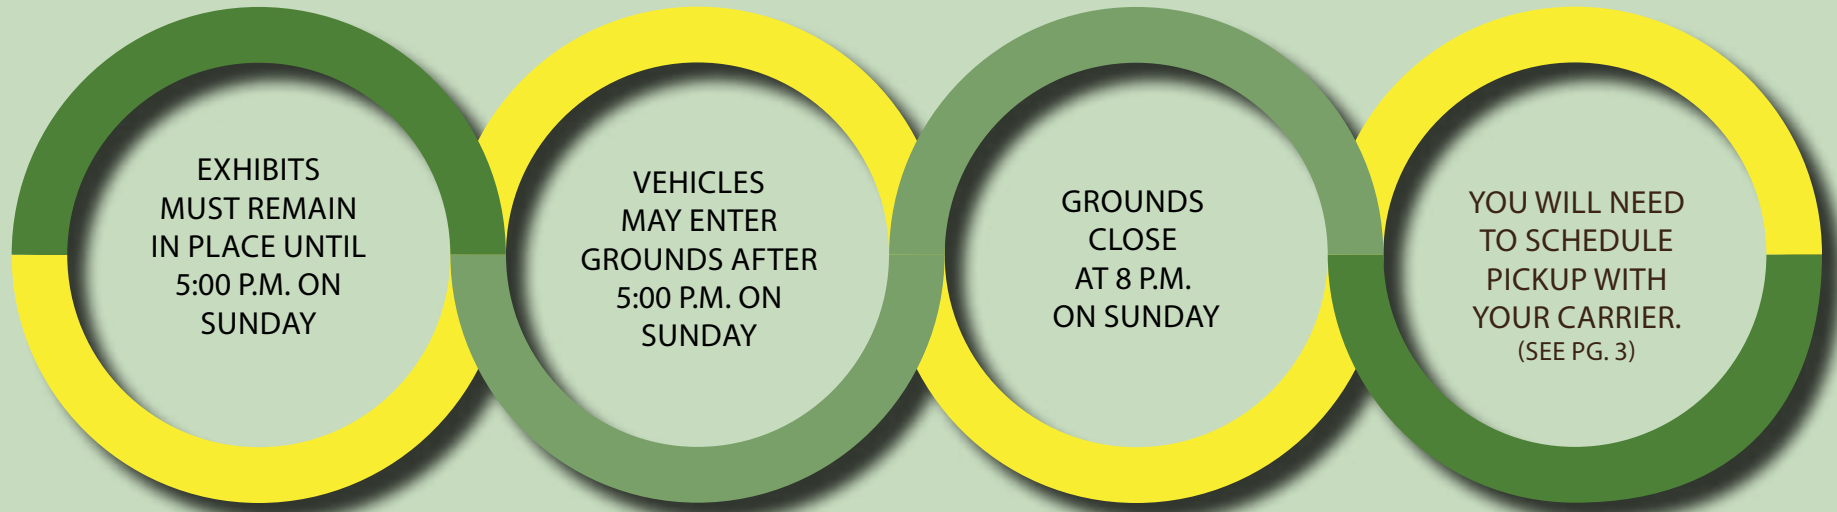 EXHIBITS
MUST REMAIN
IN PLACE UNTIL
5:00 P.M. ON
SUNDAY
VEHICLES
MAY ENTER
GROUNDS AFTER
5:00 P.M. ON
SUNDAY
GROUNDS
CLOSE
AT 8 P.M.
ON SUNDAY
YOU WILL NEED
TO SCHEDULE
PICKUP WITH
YOUR CARRIER.
(SEE PG. 3)